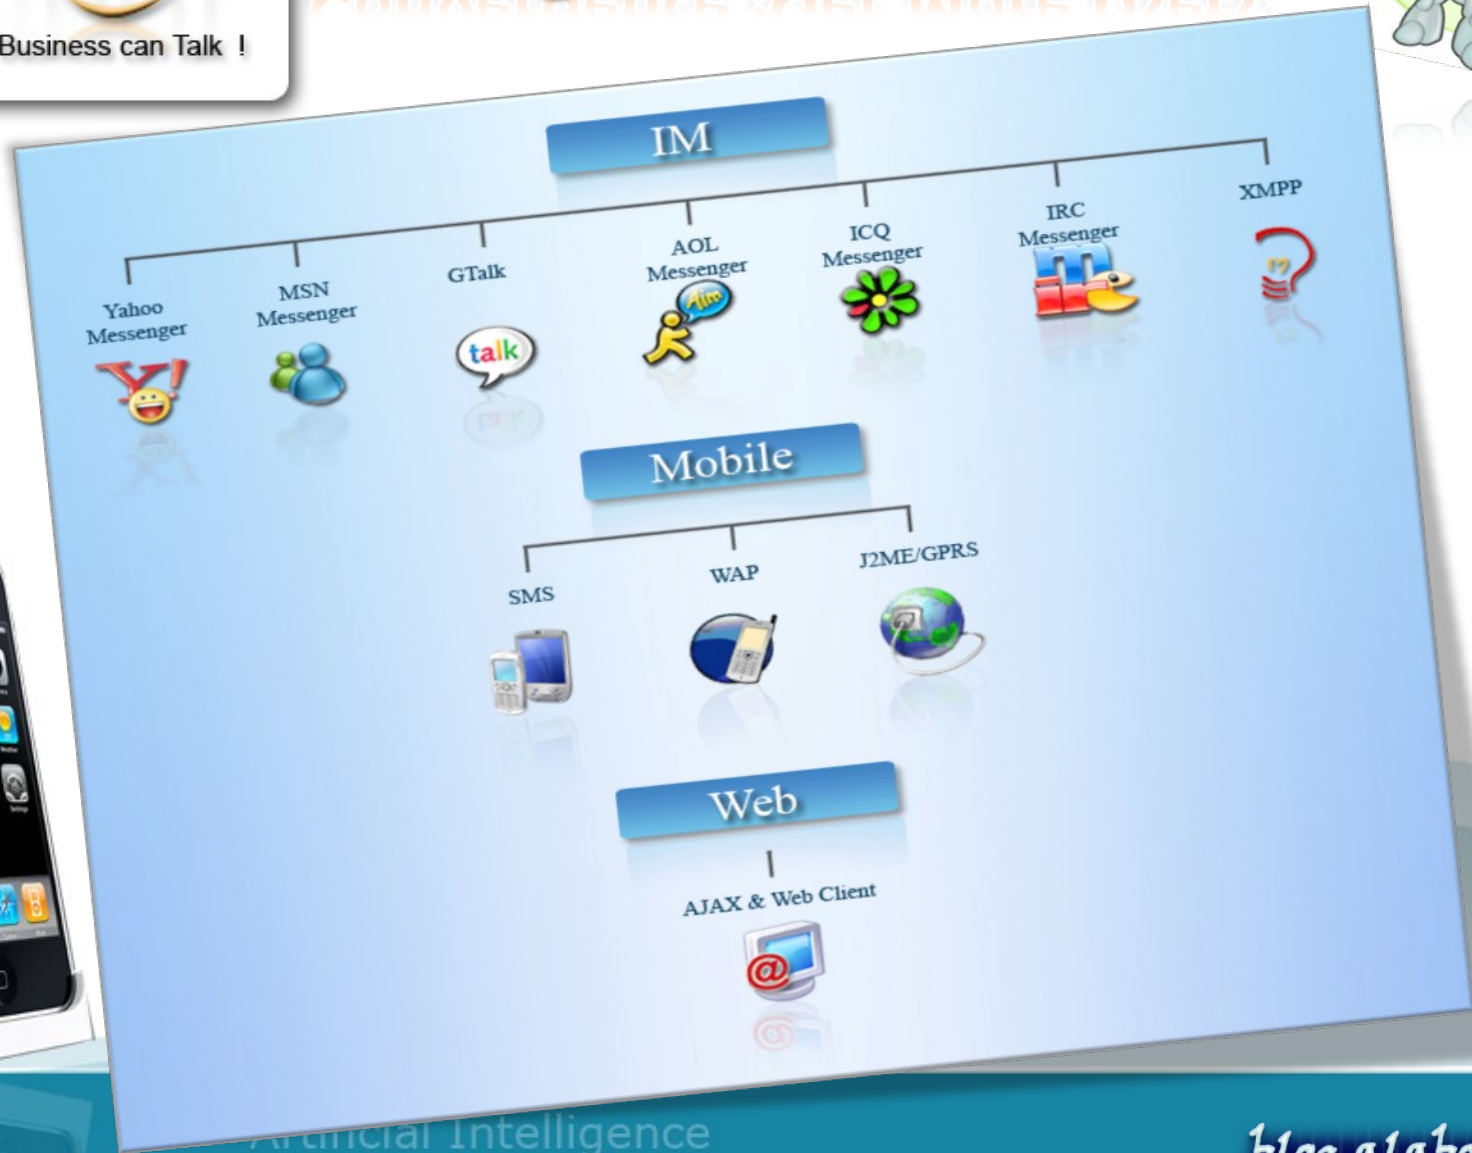 Business can Talk !
IM
XMPP
IRC
Messenger
ICQ
Messenger
AOL
Messenger
GTalk
MSN
Messenger
Yahoo
Messenger
Y!
talk
Aim
Mobile
J2ME/GPRS
WAP
SMS
Web
AJAX & Web Client
@
Artificial Intelligence